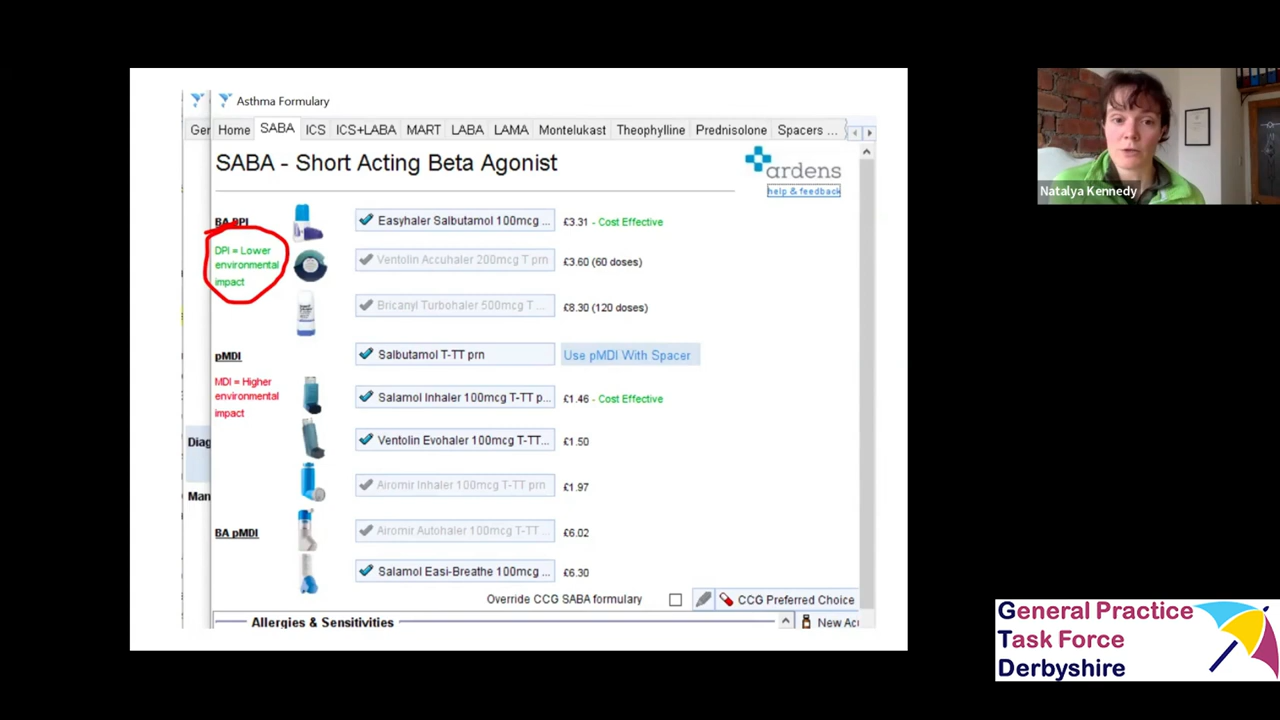 Asthma Formulary
Ger Home SABA ICS ICS+LABA MART LABA LAMA Montelukast Theophylline Prednisolone Spacers ...
SABA - Short Acting Beta Agonist
ardens
help & feedback
BA DPI
Easyhaler Salbutamol 100mcg ...
£3.31 - Cost Effective
DPI = Lower
environmental
impact
Ventolin Accuhaler 200mcg T prn
£3.60 (60 doses)
Bricanyl Turbohaler 500mcg T ...
£8.30 (120 doses)
pMDI
Salbutamol T-TT prn
Use pMDI With Spacer
MDI = Higher
environmental
impact
Salamol Inhaler 100mcg T-TT p...
£1.46 - Cost Effective
Diag
Ventolin Evohaler 100mcg T-TT...
£1.50
Man
Airomir Inhaler 100mcg T-TT prn
£1.97
BA pMDI
Airomir Autohaler 100mcg T-TT ...
£6.02
Salamol Easi-Breathe 100mcg ...
£6.30
Override CCG SABA formulary
CCG Preferred Choice
Allergies & Sensitivities
New Ac
Natalya Kennedy
General Practice
Task Force
Derbyshire